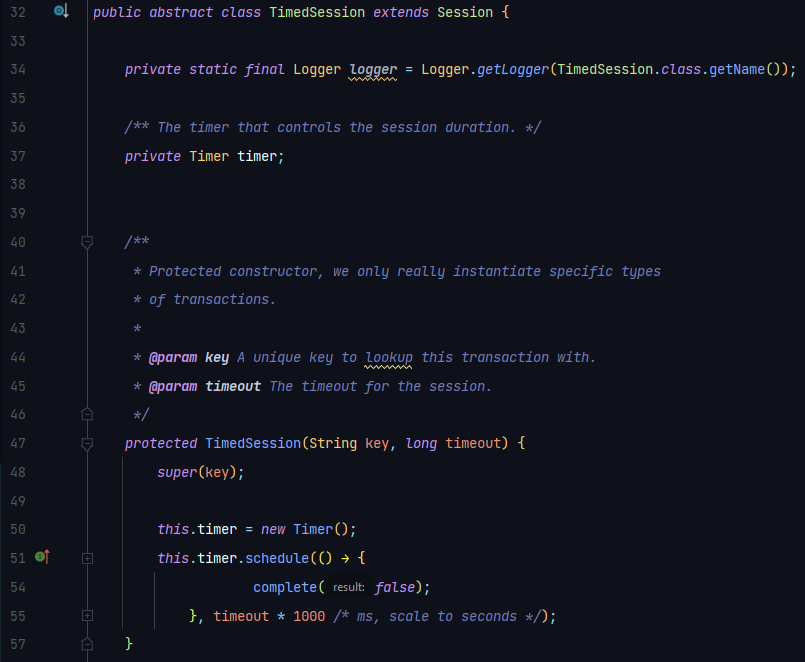 32 public abstract class TimedSession extends Session {
33
34 private static final Logger logger = Logger.getLogger(TimedSession.class.getName());
35
36 /** The timer that controls the session duration. */
37 private Timer timer;
38
39
40 /**
41 * Protected constructor, we only really instantiate specific types
42 * of transactions.
43 *
44 * @param key A unique key to lookup this transaction with.
45 * @param timeout The timeout for the session.
46 */
47 protected TimedSession(String key, long timeout) {
48 super(key);
49
50 this.timer = new Timer();
51 this.timer.schedule(() → {
54 complete( result: false);
55 }, timeout * 1000 /* ms, scale to seconds */);
57 }